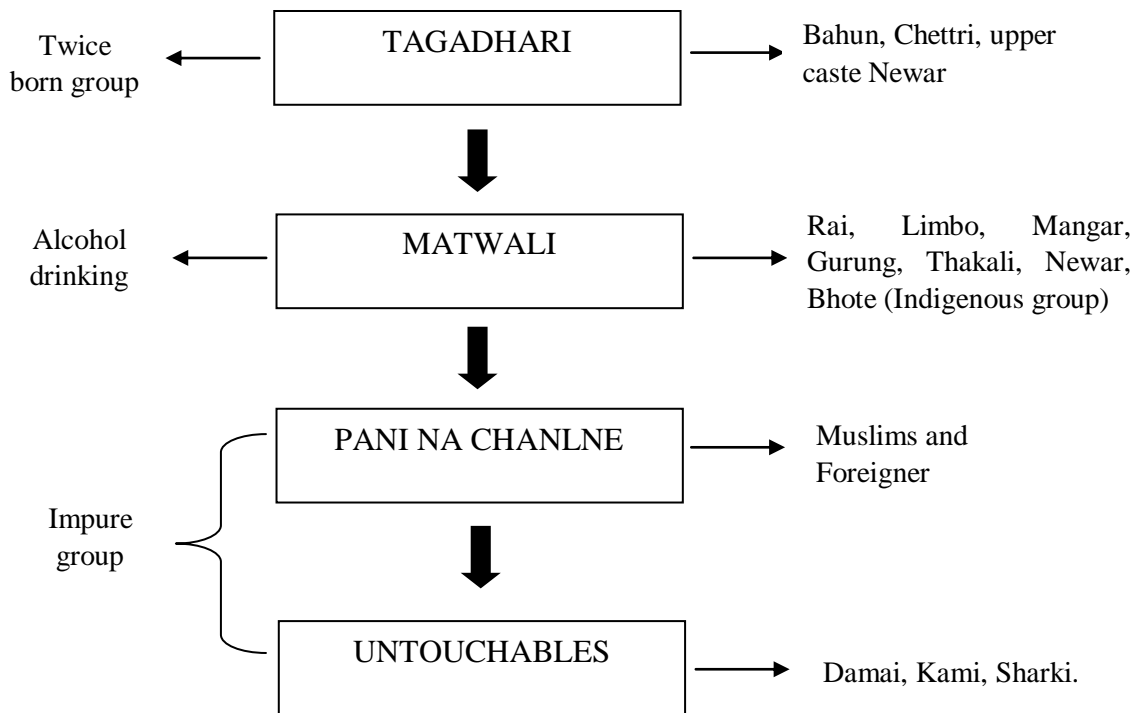 Twice
born group
TAGADHARI
Bahun, Chettri, upper
caste Newar
Alcohol
drinking
MATWALI
Rai, Limbo, Mangar,
Gurung, Thakali, Newar,
Bhote (Indigenous group)
Impure
group
PANI NA CHANLNE
Muslims and
Foreigner
UNTOUCHABLES
Damai, Kami, Sharki.